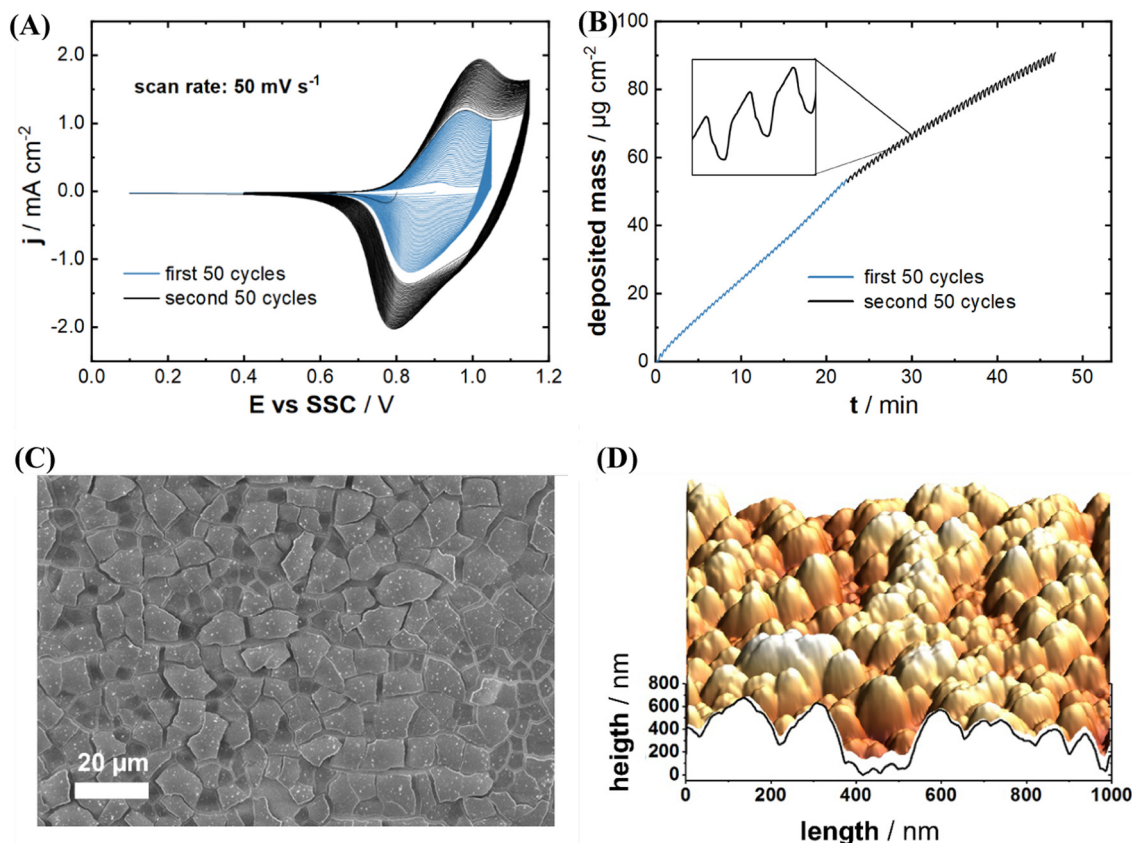 (A)
2.0
1.0
0.0
-1.0
-2.0
j / mA cm⁻²
scan rate: 50 mV s⁻¹
first 50 cycles
second 50 cycles
0.0 0.2 0.4 0.6 0.8 1.0 1.2
E vs SSC / V
(B)
100
80
60
40
20
0
deposited mass / µg cm⁻²
first 50 cycles
second 50 cycles
0 10 20 30 40 50
t / min
(C)
20 µm
(D)
800
600
400
200
0
heigth / nm
0 200 400 600 800 1000
length / nm